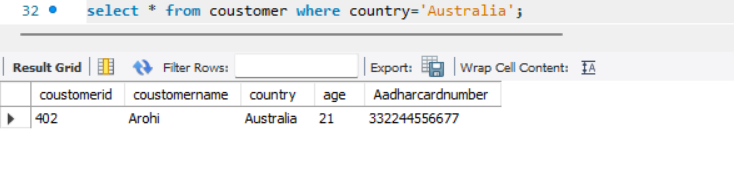 32 select * from coustomer where country='Australia';
Result Grid Filter Rows: Export: Wrap Cell Content:
coustomerid coustomername country age Aadharcardnumber
402 Arohi Australia 21 332244556677